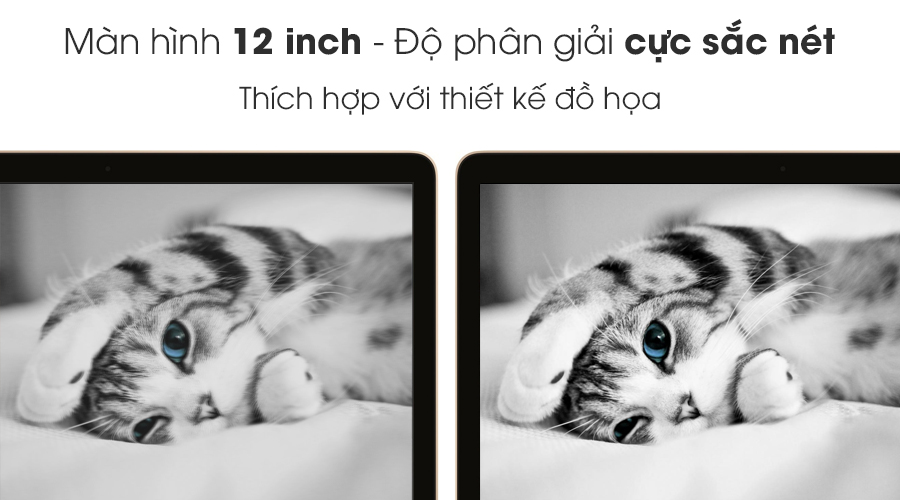 Màn hình 12 inch - Độ phân giải cực sắc nét
Thích hợp với thiết kế đồ họa